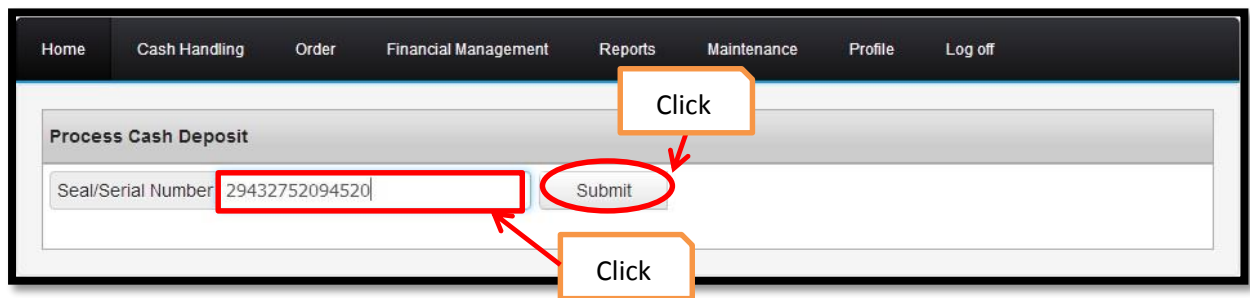 Home Cash Handling Order Financial Management Reports Maintenance Profile Log off
Click
Process Cash Deposit
Seal/Serial Number 29432752094520 Submit
Click